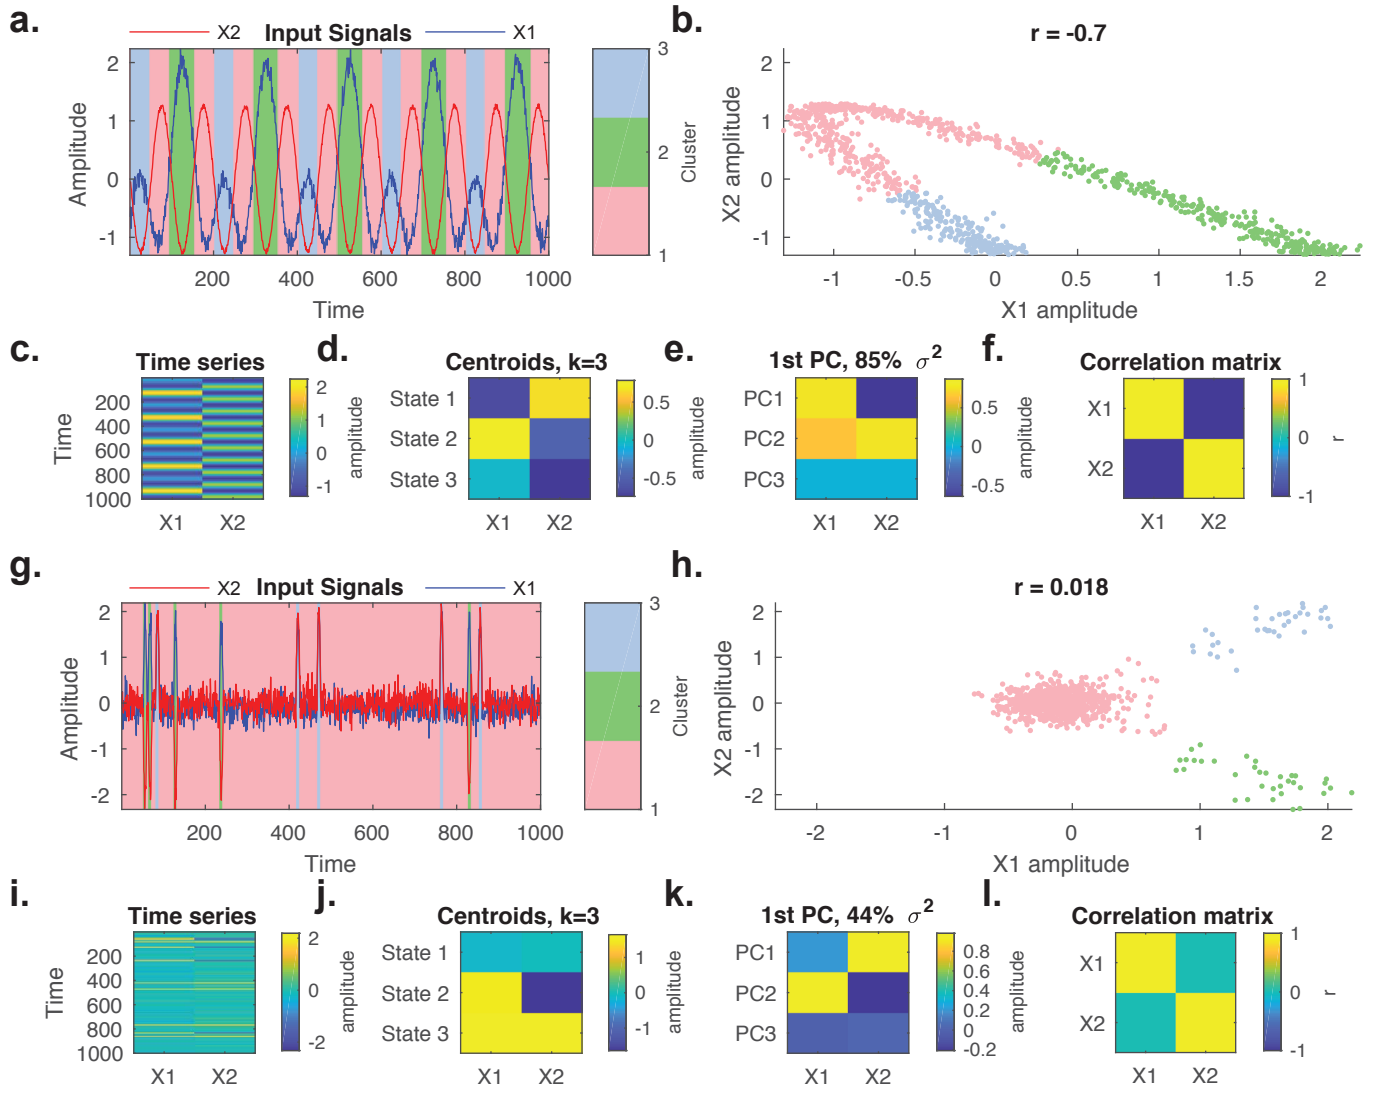 a.
X2 Input Signals X1
2
1
0
-1
Amplitude
200 400 600 800 1000
Time
3
2
1
Cluster
b.
r = -0.7
2
1
0
-1
X2 amplitude
-1 -0.5 0 0.5 1 1.5 2
X1 amplitude
c.
Time series
200
400
600
800
1000
Time
X1 X2
2
1
0
-1
amplitude
d.
Centroids, k=3
State 1
State 2
State 3
X1 X2
0.5
0
-0.5
amplitude
e.
1st PC, 85% σ²
PC1
PC2
PC3
X1 X2
0.5
0
-0.5
amplitude
f.
Correlation matrix
X1
X2
X1 X2
1
0
-1
r
g.
X2 Input Signals X1
2
1
0
-1
-2
Amplitude
200 400 600 800 1000
Time
3
2
1
Cluster
h.
r = 0.018
2
1
0
-1
-2
X2 amplitude
-2 -1 0 1 2
X1 amplitude
i.
Time series
200
400
600
800
1000
Time
X1 X2
2
0
-2
amplitude
j.
Centroids, k=3
State 1
State 2
State 3
X1 X2
1
0
-1
amplitude
k.
1st PC, 44% σ²
PC1
PC2
PC3
X1 X2
0.8
0.6
0.4
0.2
0
-0.2
amplitude
l.
Correlation matrix
X1
X2
X1 X2
1
0
-1
r